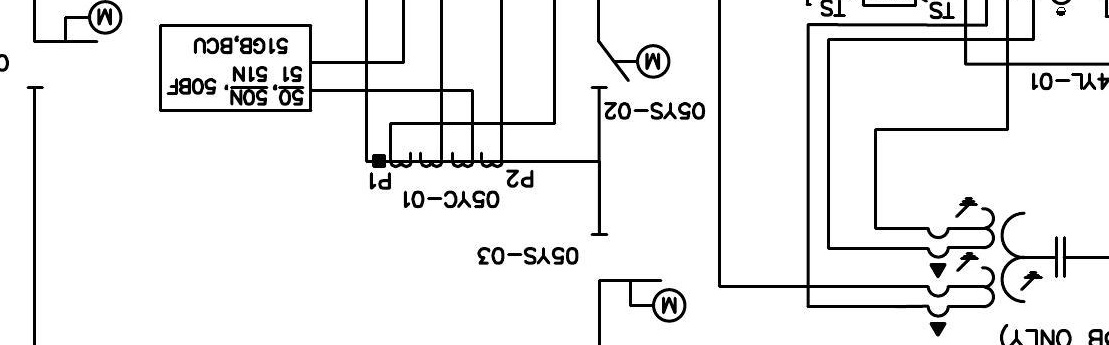 B ONLY)
M
05YS-03
05YC-01
P2 P1
05YS-02
50, 50N, 50BF
51 51N
51GB,BCU
4YL-01
M
M
TS
TS